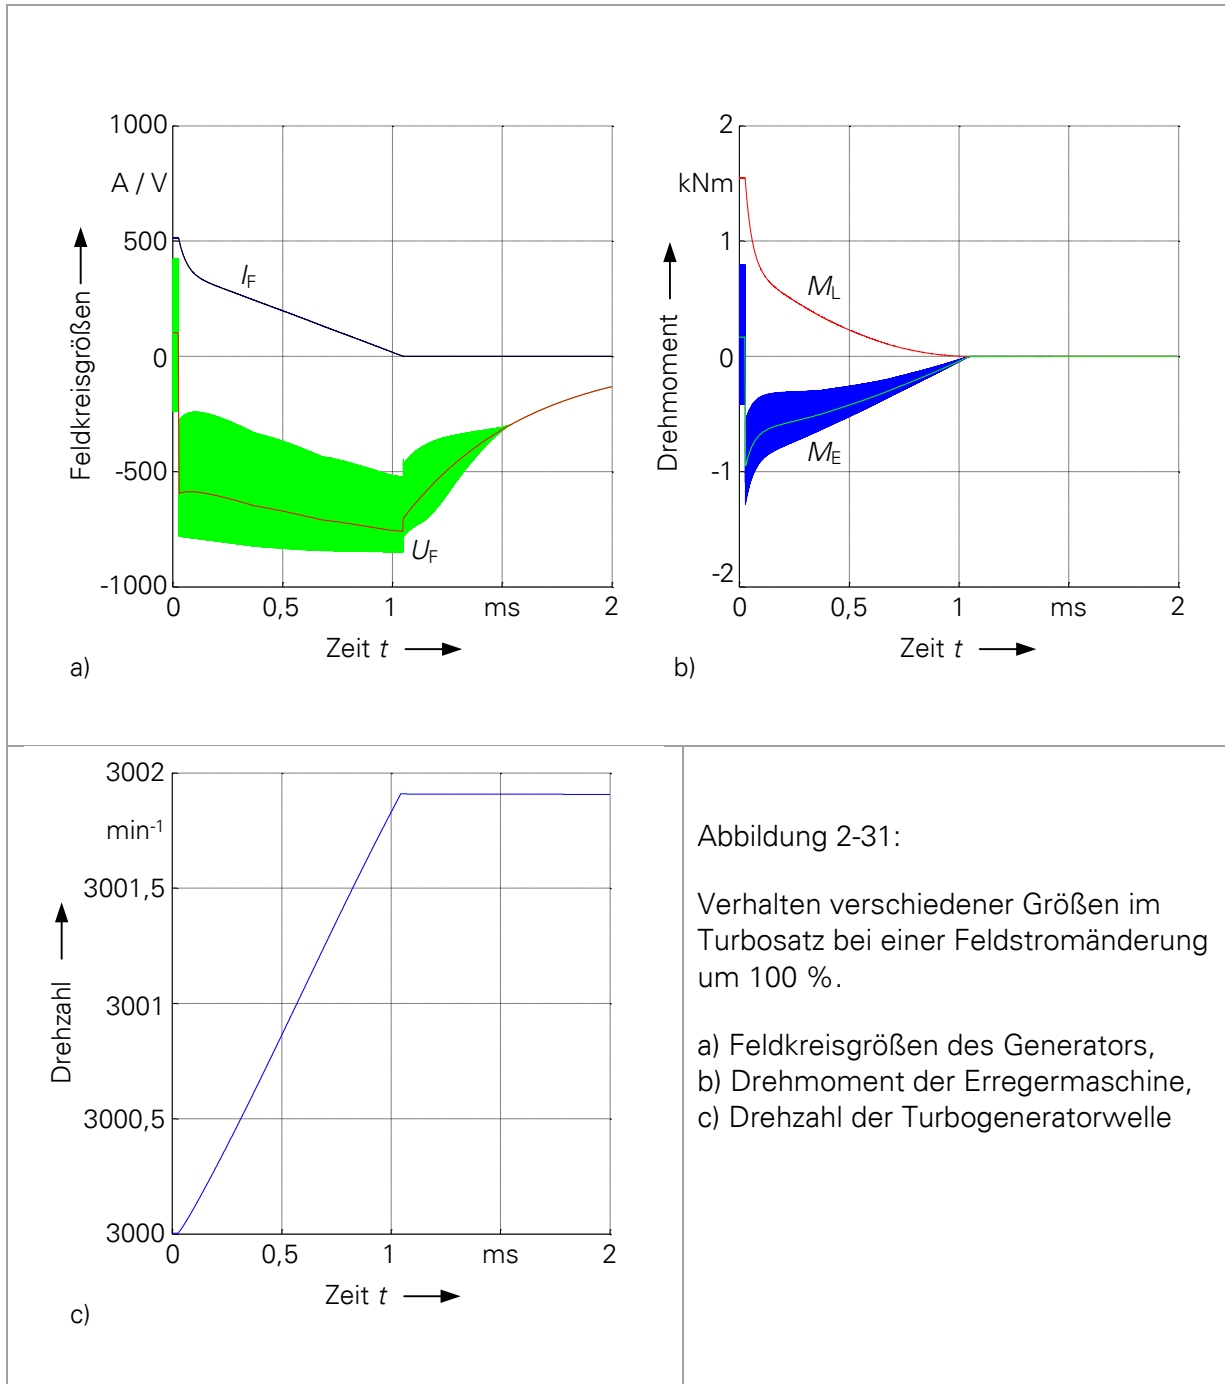 1000
A / V
500
0
-500
-1000
Feldkreisgrößen
I_F
U_F
0 0,5 1 ms 2
Zeit t
a)
2
kNm
1
0
-1
-2
Drehmoment
M_L
M_E
0 0,5 1 ms 2
Zeit t
b)
3002
min⁻¹
3001,5
3001
3000,5
3000
Drehzahl
0 0,5 1 ms 2
Zeit t
c)
Abbildung 2-31:
Verhalten verschiedener Größen im
Turbosatz bei einer Feldstromänderung
um 100 %.
a) Feldkreisgrößen des Generators,
b) Drehmoment der Erregermaschine,
c) Drehzahl der Turbogeneratorwelle